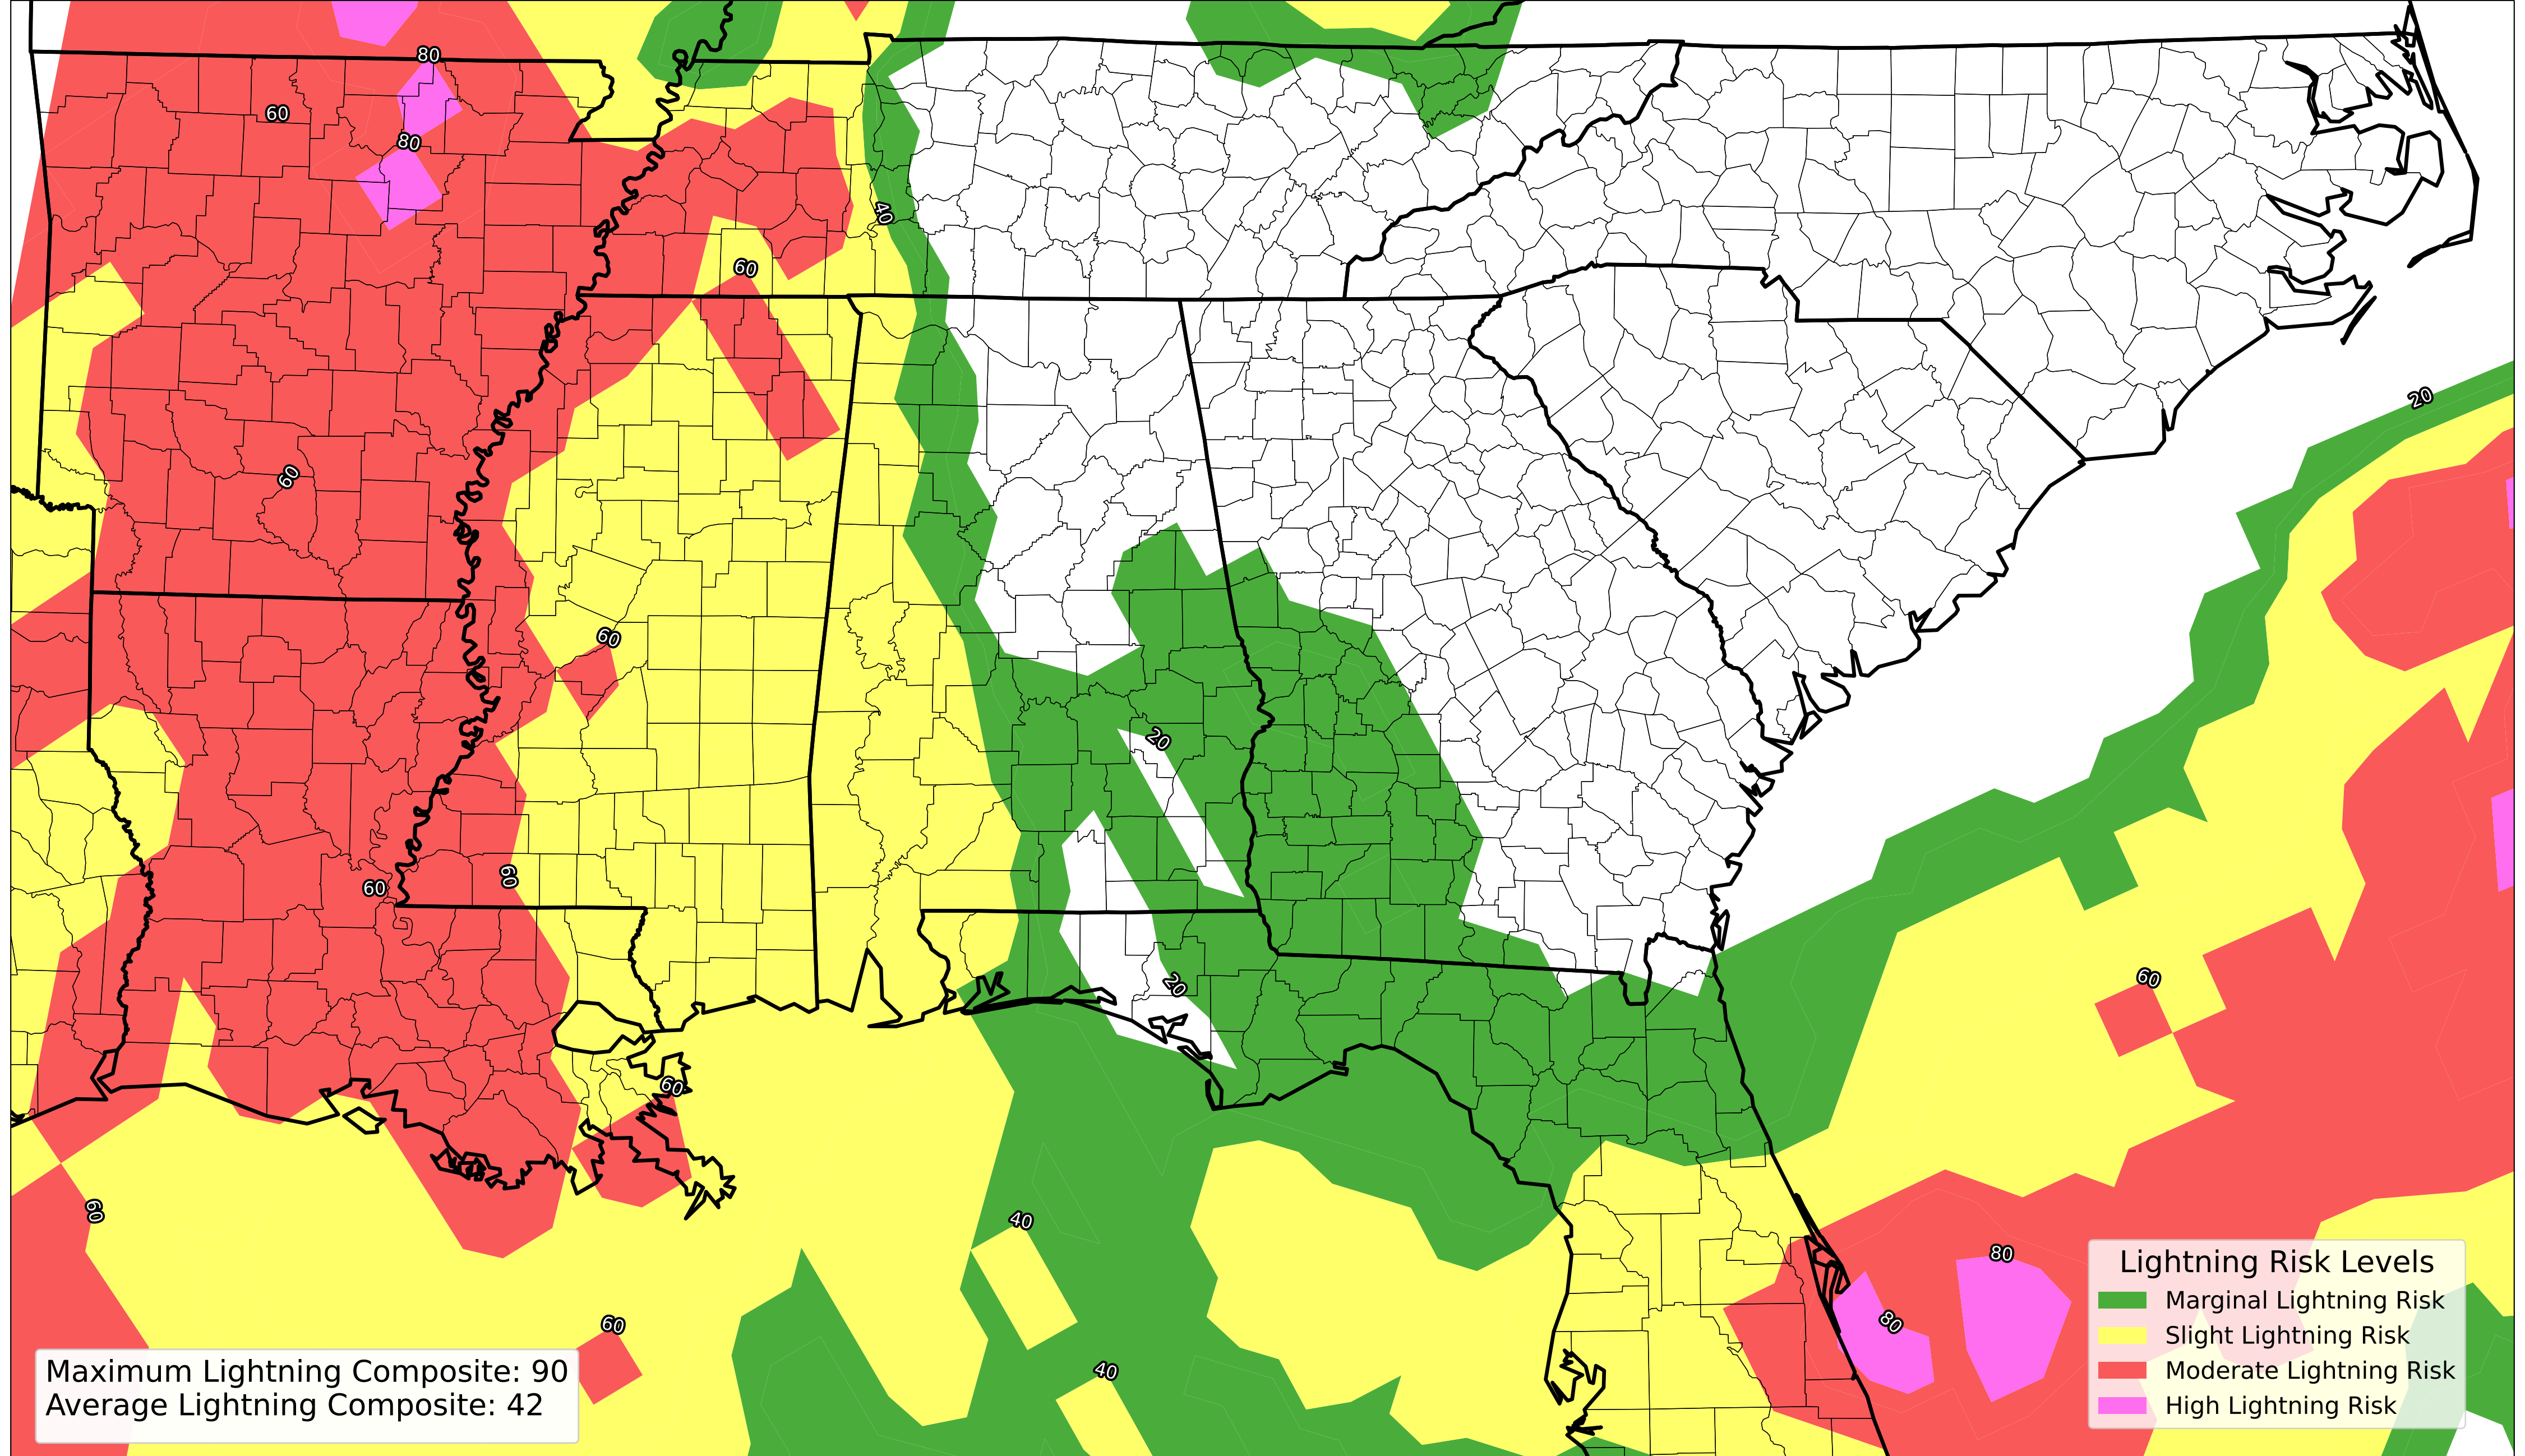 80
60
80
40
60
20
60
60
20
60
60
60
20
60
40
60
80
80
60
40
Lightning Risk Levels
Marginal Lightning Risk
Slight Lightning Risk
Moderate Lightning Risk
High Lightning Risk
Maximum Lightning Composite: 90
Average Lightning Composite: 42